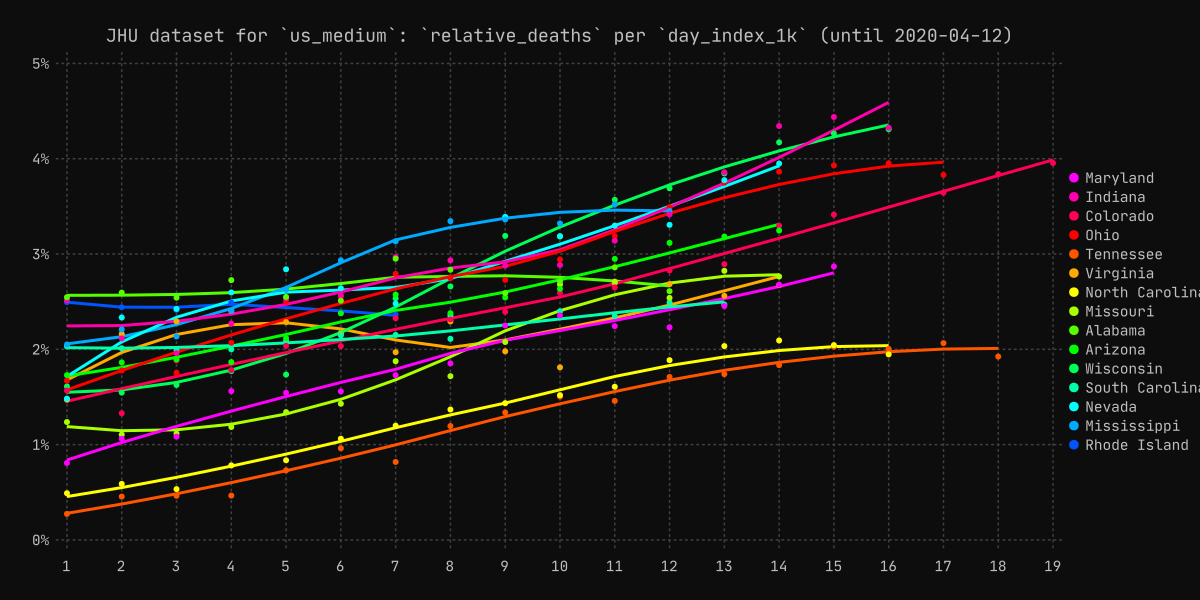 JHU dataset for `us_medium`: `relative_deaths` per `day_index_1k` (until 2020-04-12)
5%
4%
3%
2%
1%
0%
1 2 3 4 5 6 7 8 9 10 11 12 13 14 15 16 17 18 19
Maryland
Indiana
Colorado
Ohio
Tennessee
Virginia
North Carolina
Missouri
Alabama
Arizona
Wisconsin
South Carolina
Nevada
Mississippi
Rhode Island